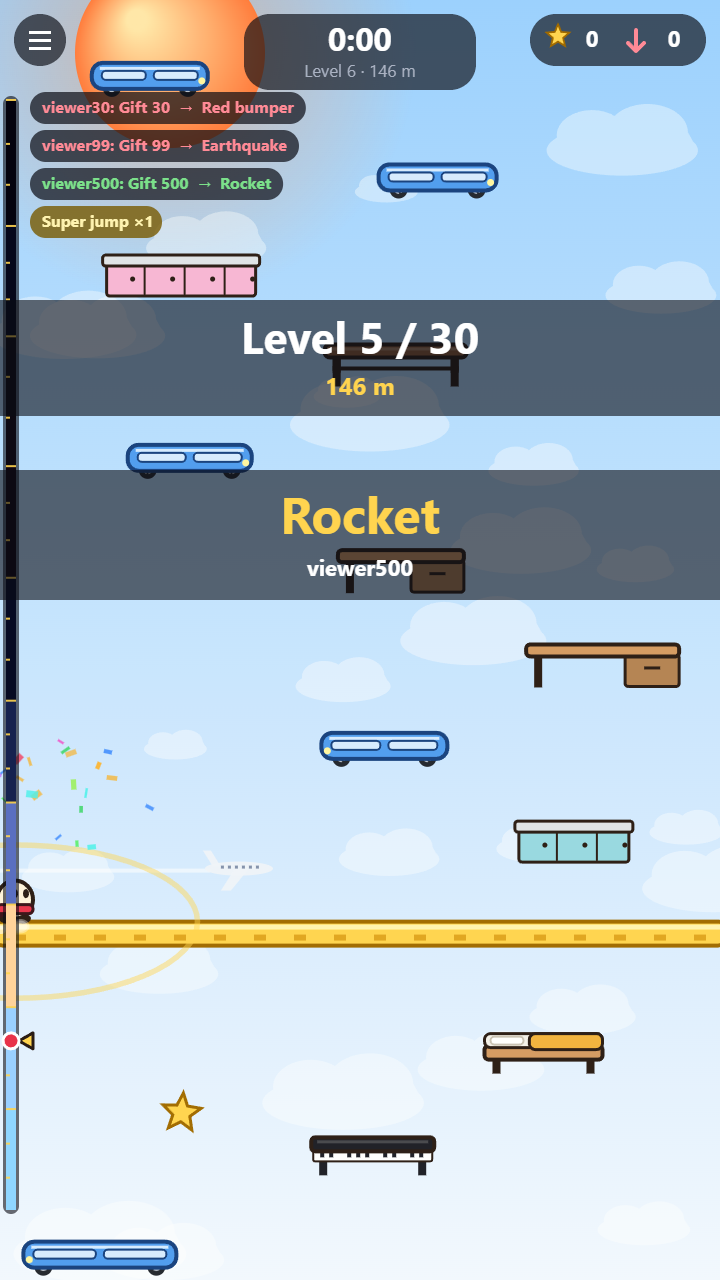 0:00
Level 6 · 146 m
0
0
viewer30: Gift 30 → Red bumper
viewer99: Gift 99 → Earthquake
viewer500: Gift 500 → Rocket
Super jump ×1
Level 5 / 30
146 m
Rocket
viewer500